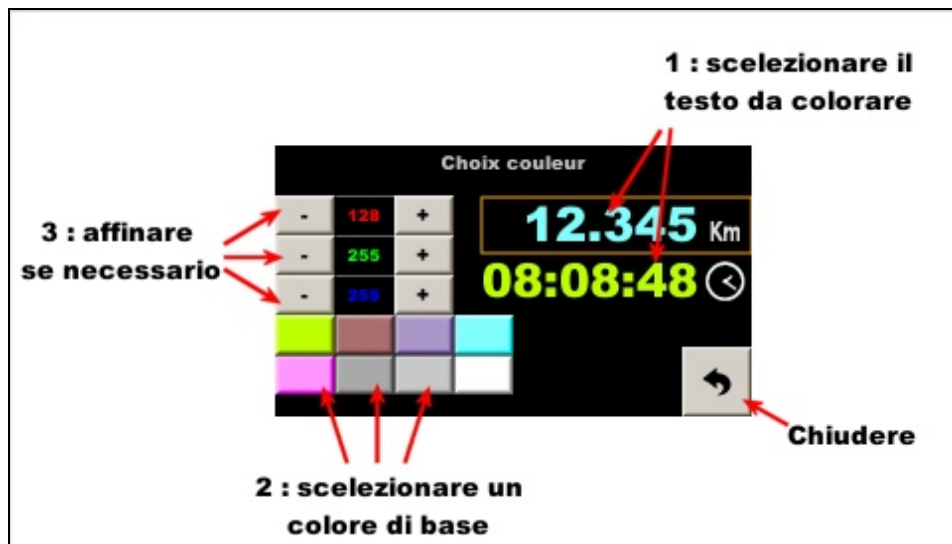 1 : scelezionare il
testo da colorare
Choix couleur
- 128 +
12.345 Km
3 : affinare
se necessario
- 255 +
08:08:48
- 255 +
Chiudere
2 : scelezionare un
colore di base